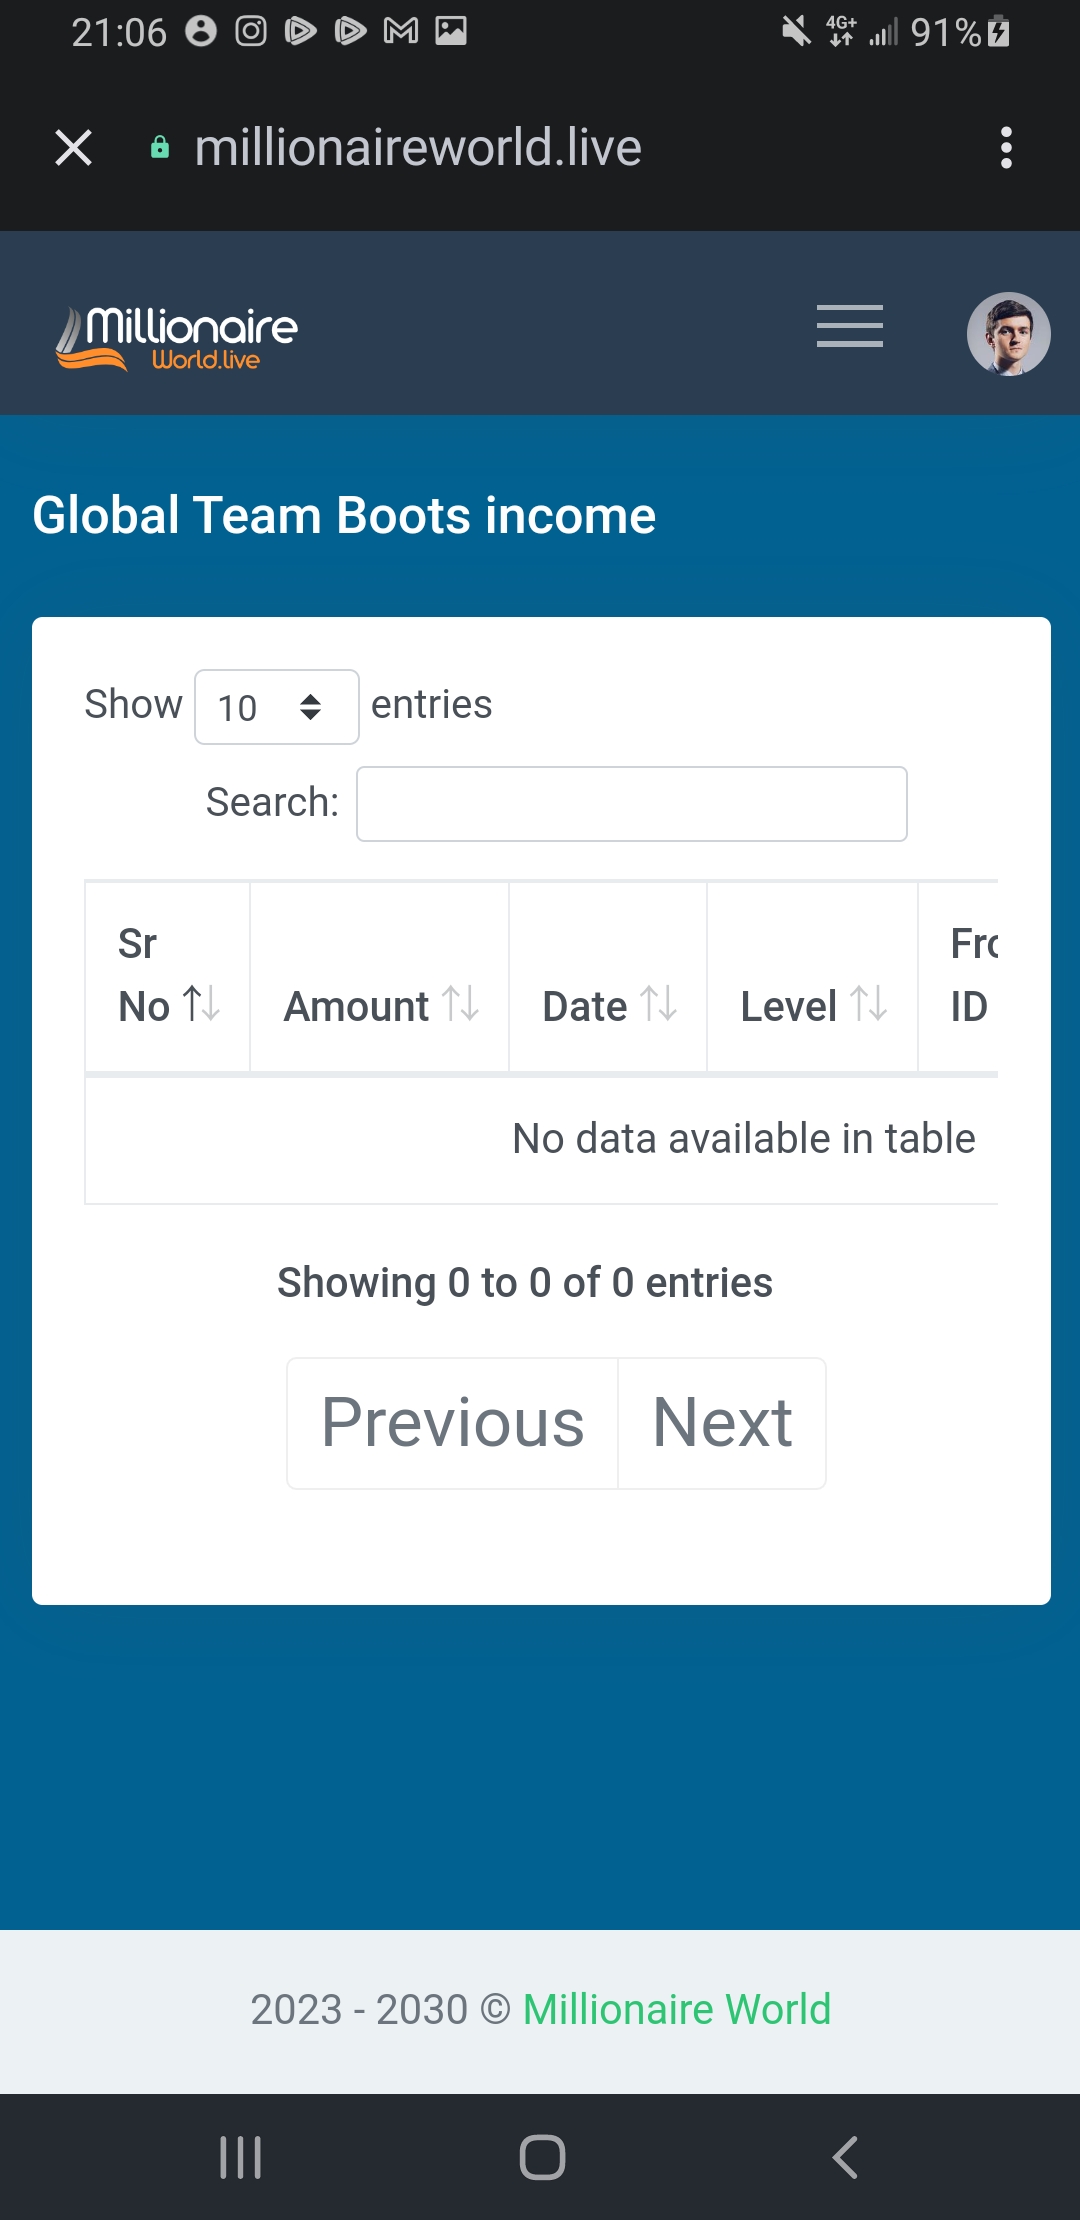 21:06 4G+ 91%
millionaireworld.live
Millionaire
World.live
Global Team Boots income
Show 10 entries
Search:
Sr
No Amount Date Level ID
No data available in table
Showing 0 to 0 of 0 entries
Previous Next
2023 - 2030 © Millionaire World